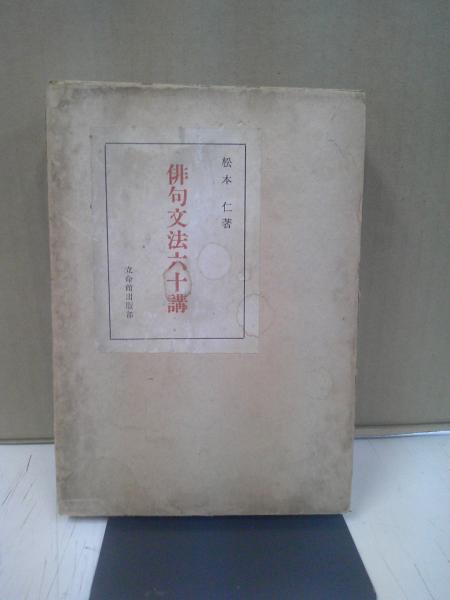 松本仁著
俳句文法六十講
立命館出版部